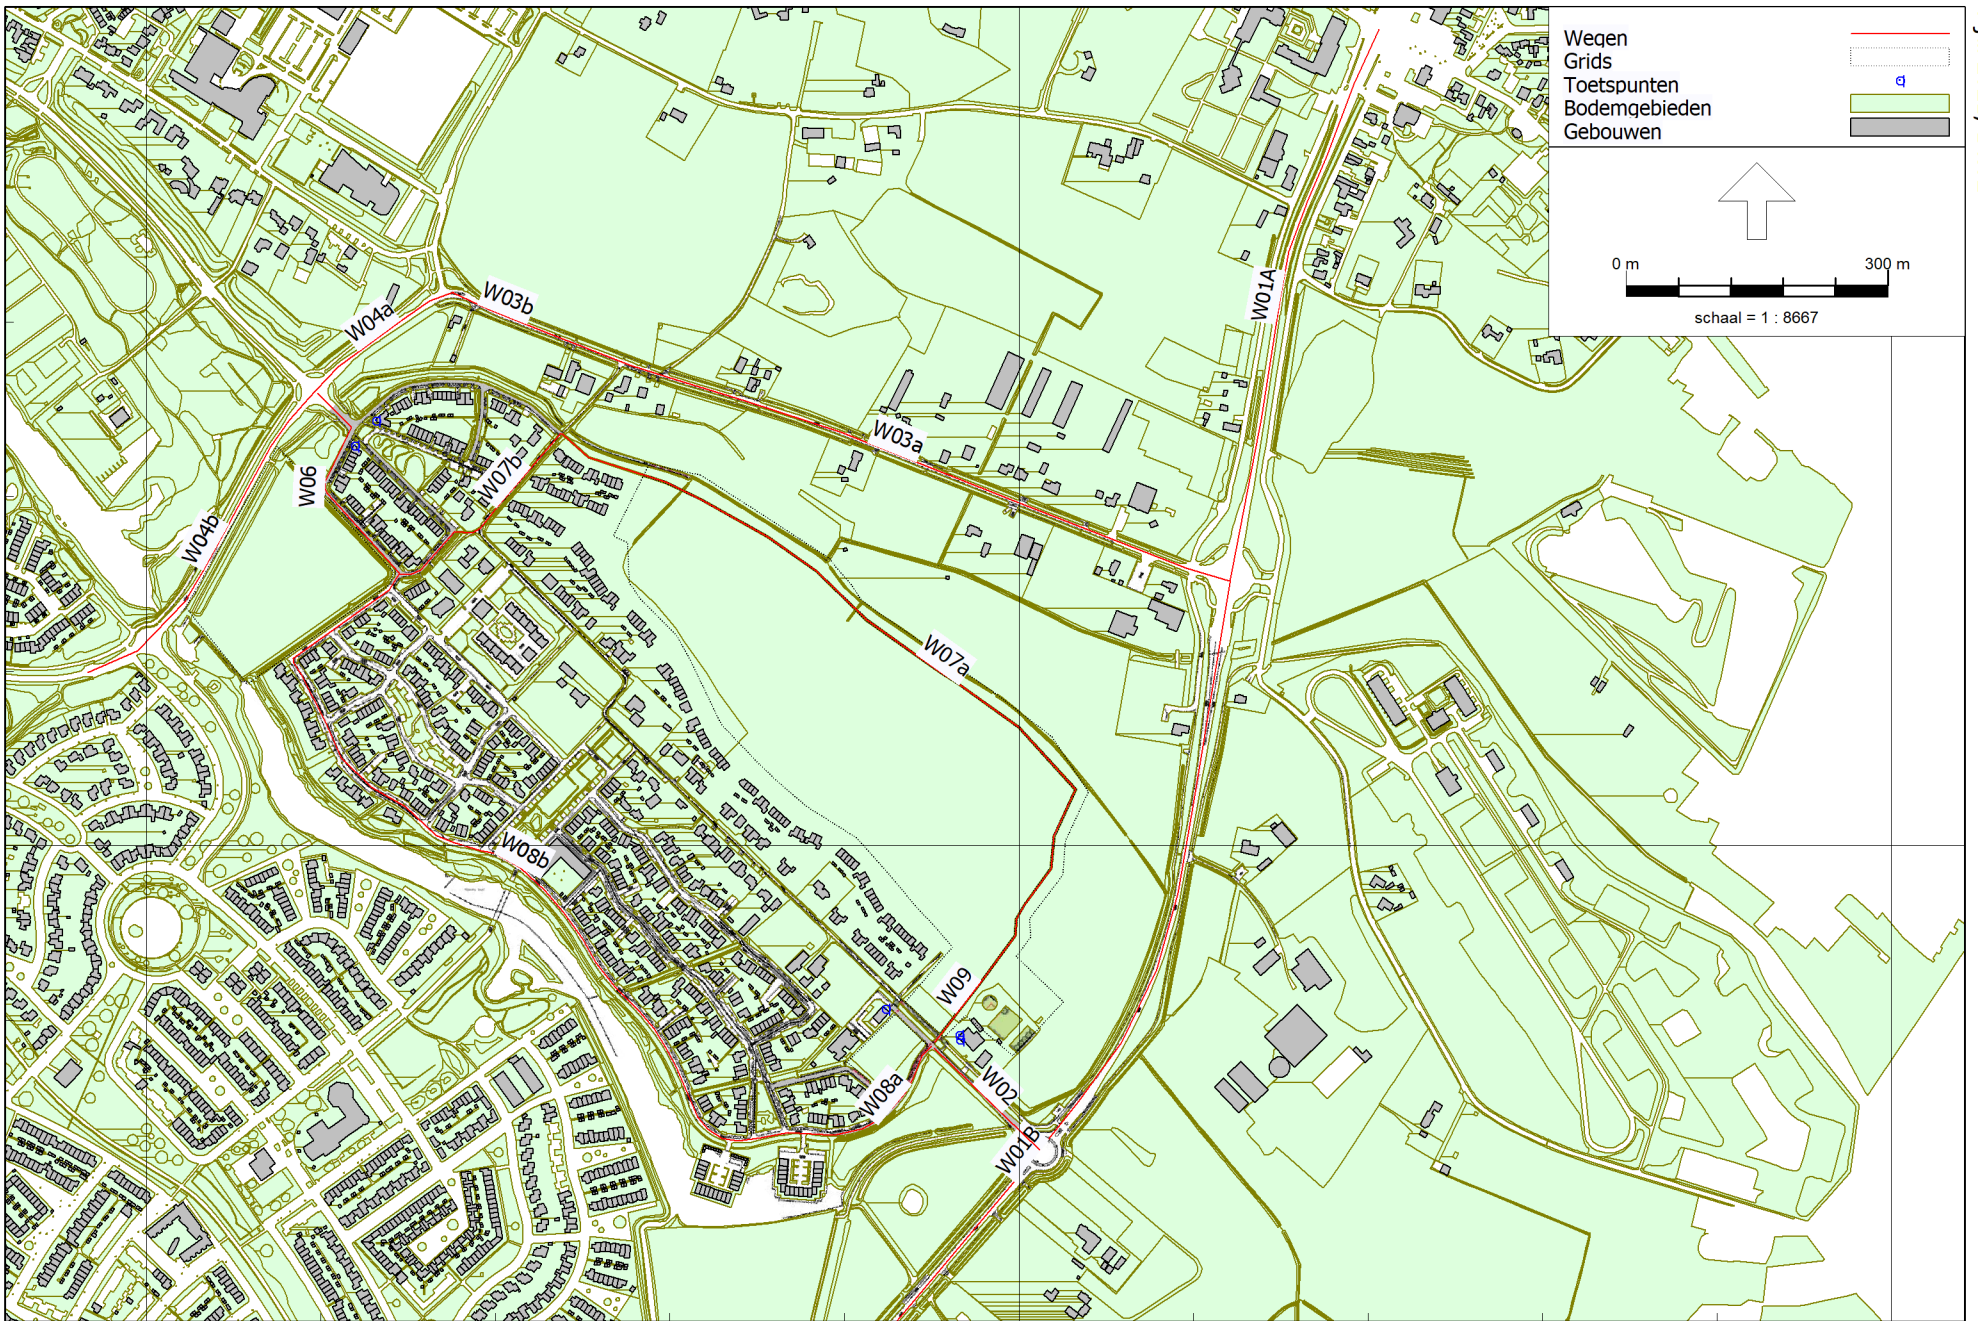 Wegen
Grids
Toetspunten
Bodemgebieden
Gebouwen
0 m 300 m
schaal = 1 : 8667
W01A
W03b
W04a
W03a
W07b
W06
W04b
W07a
W08b
W09
W02
W08a
W01B